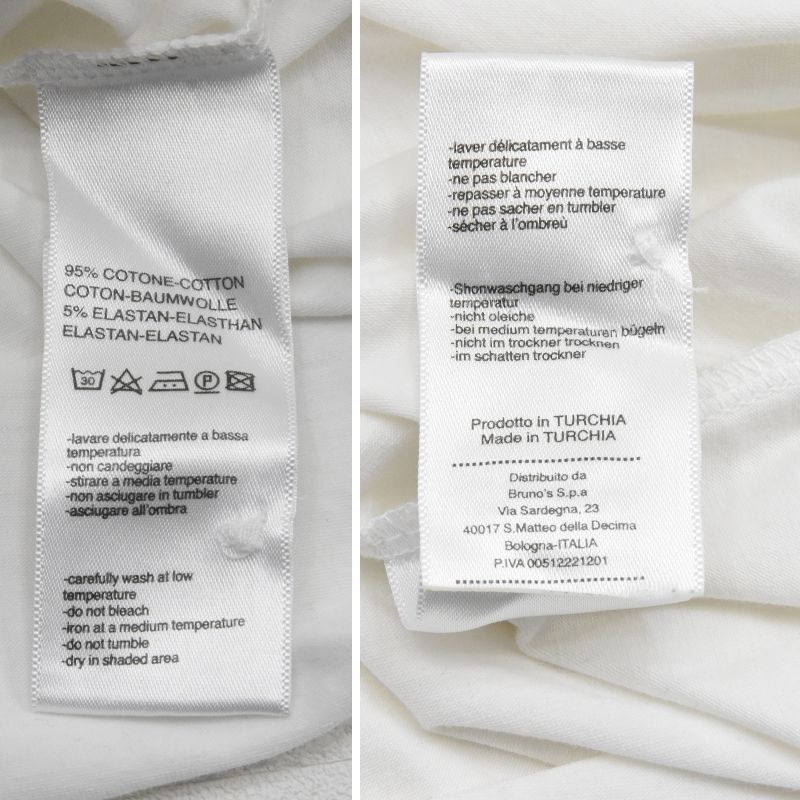 95% COTONE-COTTON
COTON-BAUMWOLLE
5% ELASTAN-ELASTHAN
ELASTAN-ELASTAN
30 P
-lavare delicatamente a bassa
temperatura
-non candeggiare
-stirare a media temperature
-non asciugare in tumbler
-asciugare all'ombra
-carefully wash at low
temperature
-do not bleach
-iron at a medium temperature
-do not tumble
-dry in shaded area
-laver délicatament à basse
temperature
-ne pas blancher
-repasser à moyenne temperature
-ne pas sacher en tumbler
-sécher à l'ombreù
-Shonwaschgang bei niedriger
temperatur
-nicht oleiche
-bei medium temperaturen bügeln
-nicht im trockner trocknen
-im schatten trockner
Prodotto in TURCHIA
Made in TURCHIA
Distribuito da
Bruno's S.p.a
Via Sardegna, 23
40017 S.Matteo della Decima
Bologna-ITALIA
P.IVA 00512221201